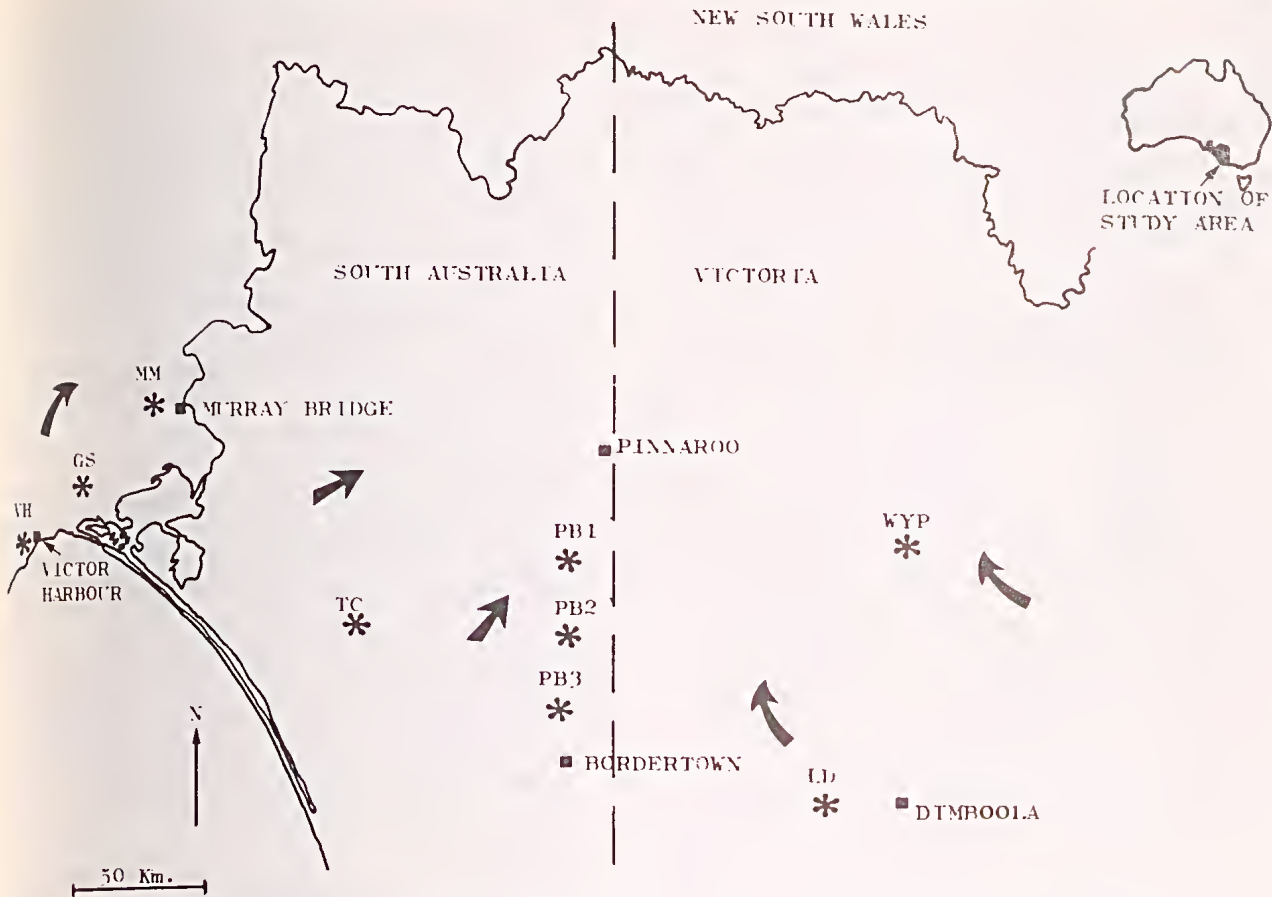 NEW SOUTH WALES
LOCATION OF
STUDY AREA
SOUTH AUSTRALIA
VICTORIA
MM
MURRAY BRIDGE
PINNAROO
GS
VH
VICTOR
HARBOUR
PB1
WYP
TC
PB2
PB3
N
BORDERTOWN
LD
DIMBOOLA
50 Km.